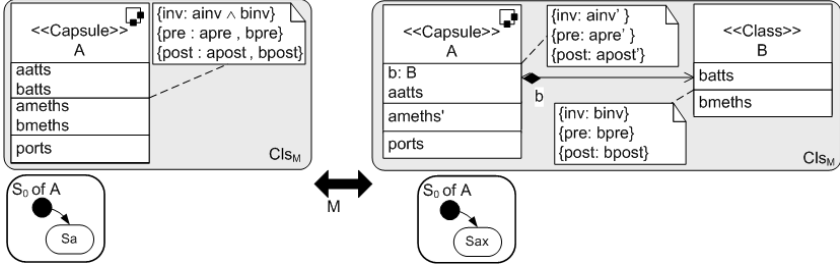 <<Capsule>>
A
aatts
batts
ameths
bmeths
ports
{inv: ainv ∧ binv}
{pre : apre , bpre}
{post : apost , bpost}
ClsM
S0 of A
Sa
M
<<Capsule>>
A
b: B
aatts
ameths'
ports
{inv: ainv' }
{pre: apre' }
{post: apost'}
b
<<Class>>
B
batts
bmeths
{inv: binv}
{pre: bpre}
{post: bpost}
ClsM
S0 of A
Sax